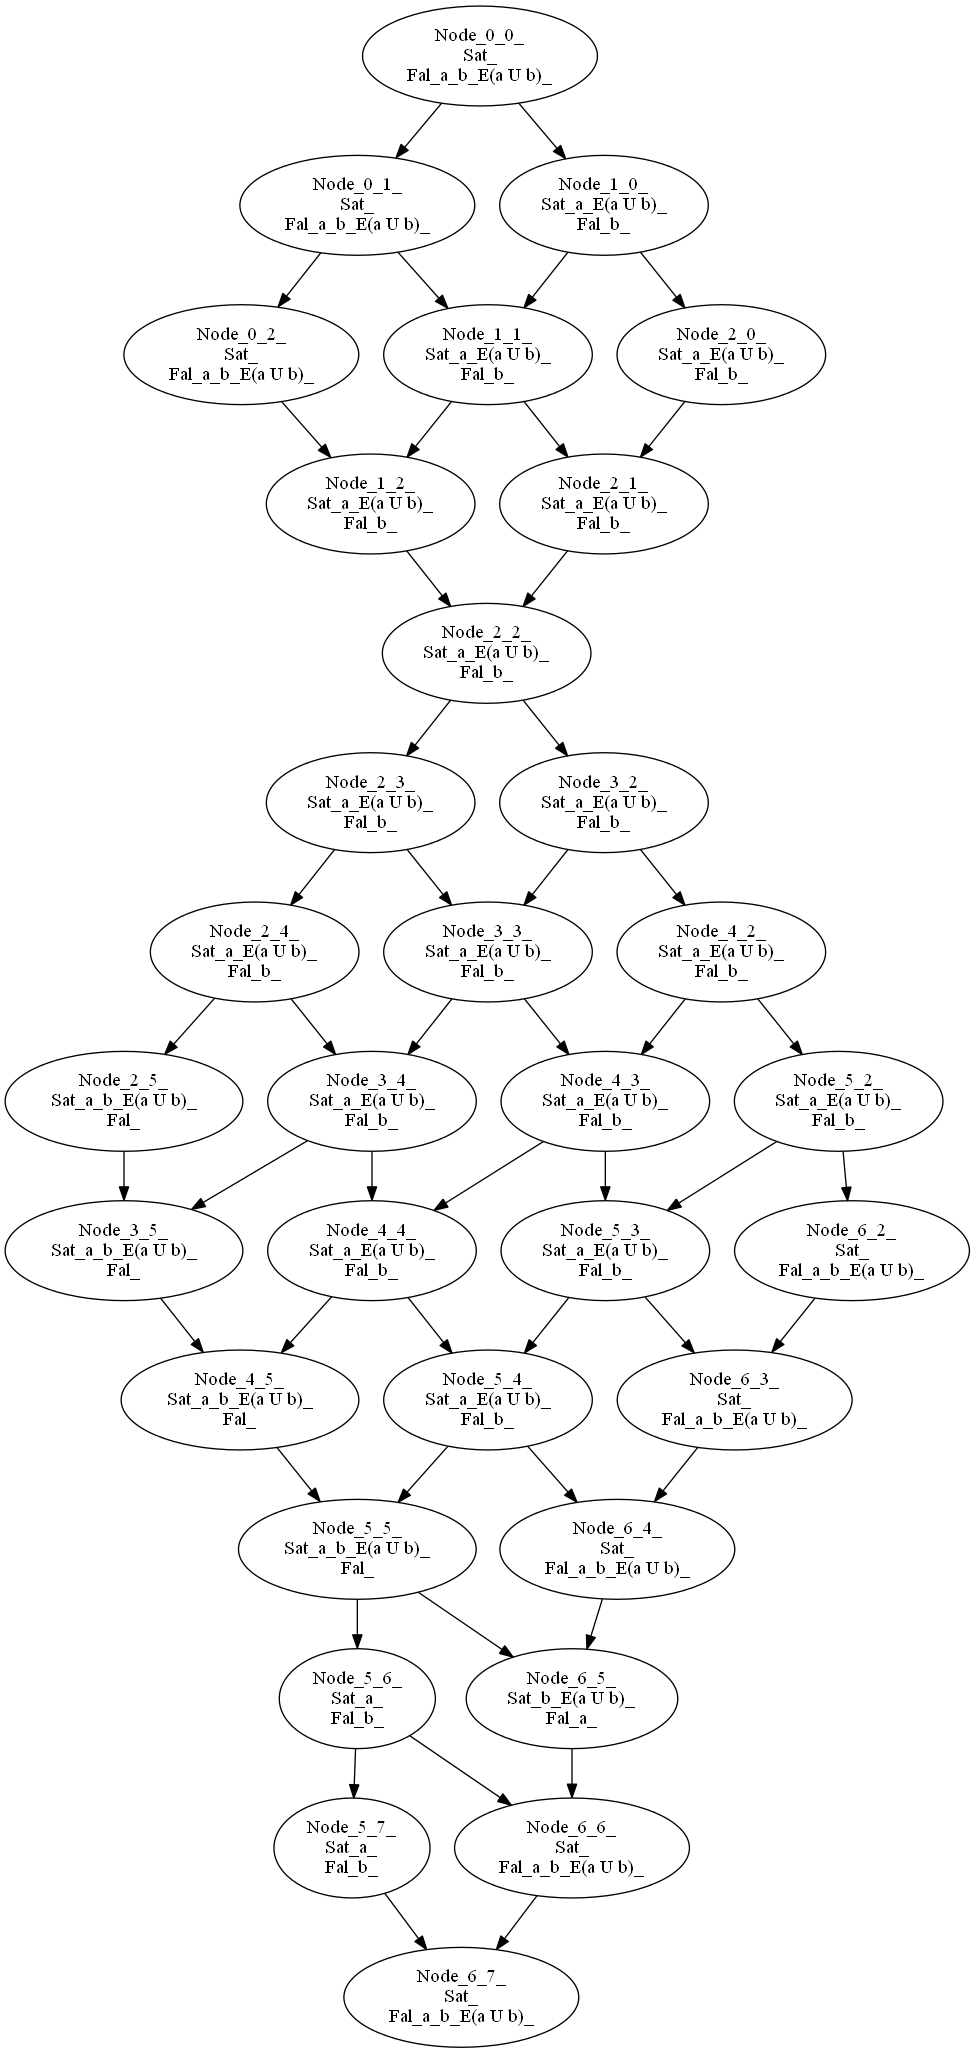 Node_0_0_
Sat_
Fal_a_b_E(a U b)_
Node_0_1_
Sat_
Fal_a_b_E(a U b)_
Node_1_0_
Sat_a_E(a U b)_
Fal_b_
Node_0_2_
Sat_
Fal_a_b_E(a U b)_
Node_1_1_
Sat_a_E(a U b)_
Fal_b_
Node_2_0_
Sat_a_E(a U b)_
Fal_b_
Node_1_2_
Sat_a_E(a U b)_
Fal_b_
Node_2_1_
Sat_a_E(a U b)_
Fal_b_
Node_2_2_
Sat_a_E(a U b)_
Fal_b_
Node_2_3_
Sat_a_E(a U b)_
Fal_b_
Node_3_2_
Sat_a_E(a U b)_
Fal_b_
Node_2_4_
Sat_a_E(a U b)_
Fal_b_
Node_3_3_
Sat_a_E(a U b)_
Fal_b_
Node_4_2_
Sat_a_E(a U b)_
Fal_b_
Node_2_5_
Sat_a_b_E(a U b)_
Fal_
Node_3_4_
Sat_a_E(a U b)_
Fal_b_
Node_4_3_
Sat_a_E(a U b)_
Fal_b_
Node_5_2_
Sat_a_E(a U b)_
Fal_b_
Node_3_5_
Sat_a_b_E(a U b)_
Fal_
Node_4_4_
Sat_a_E(a U b)_
Fal_b_
Node_5_3_
Sat_a_E(a U b)_
Fal_b_
Node_6_2_
Sat_
Fal_a_b_E(a U b)_
Node_4_5_
Sat_a_b_E(a U b)_
Fal_
Node_5_4_
Sat_a_E(a U b)_
Fal_b_
Node_6_3_
Sat_
Fal_a_b_E(a U b)_
Node_5_5_
Sat_a_b_E(a U b)_
Fal_
Node_6_4_
Sat_
Fal_a_b_E(a U b)_
Node_5_6_
Sat_a_
Fal_b_
Node_6_5_
Sat_b_E(a U b)_
Fal_a_
Node_5_7_
Sat_a_
Fal_b_
Node_6_6_
Sat_
Fal_a_b_E(a U b)_
Node_6_7_
Sat_
Fal_a_b_E(a U b)_